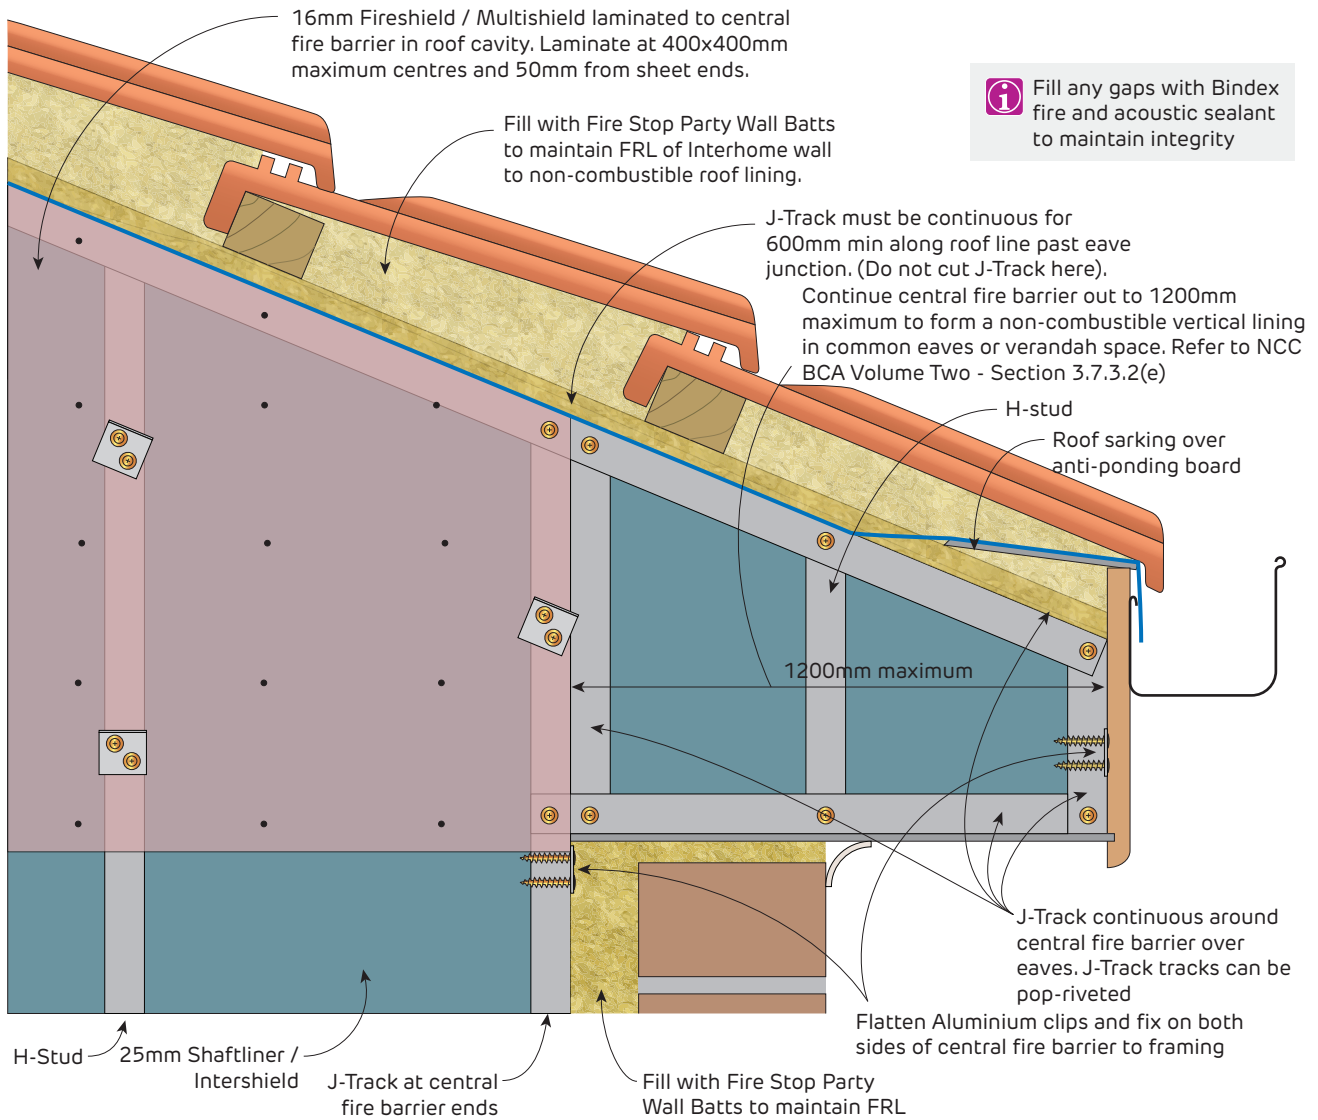 16mm Fireshield / Multishield laminated to central
fire barrier in roof cavity. Laminate at 400x400mm
maximum centres and 50mm from sheet ends.
Fill any gaps with Bindex
fire and acoustic sealant
to maintain integrity
Fill with Fire Stop Party Wall Batts
to maintain FRL of Interhome wall
to non-combustible roof lining.
J-Track must be continuous for
600mm min along roof line past eave
junction. (Do not cut J-Track here).
Continue central fire barrier out to 1200mm
maximum to form a non-combustible vertical lining
in common eaves or verandah space. Refer to NCC
BCA Volume Two - Section 3.7.3.2(e)
H-stud
Roof sarking over
anti-ponding board
1200mm maximum
J-Track continuous around
central fire barrier over
eaves. J-Track tracks can be
pop-riveted
Flatten Aluminium clips and fix on both
sides of central fire barrier to framing
H-Stud
25mm Shaftliner /
Intershield
J-Track at central
fire barrier ends
Fill with Fire Stop Party
Wall Batts to maintain FRL